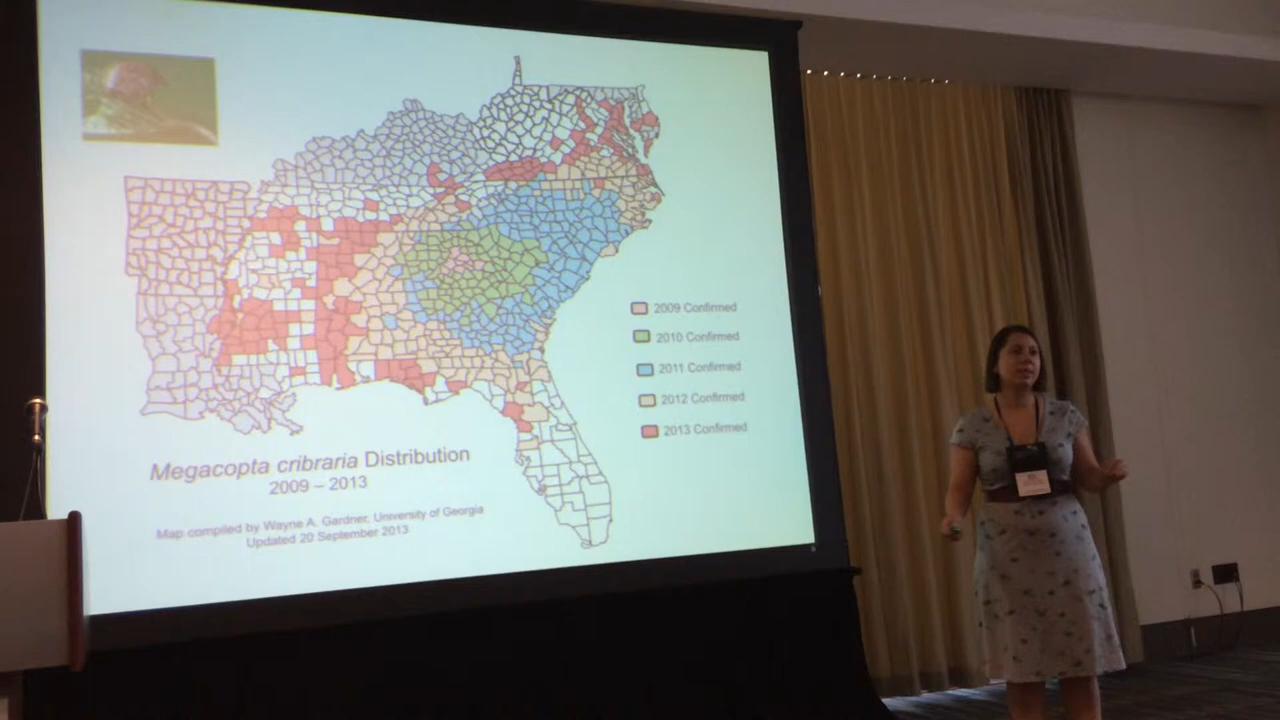 2009 Confirmed
2010 Confirmed
2011 Confirmed
2012 Confirmed
2013 Confirmed
Megacopta cribraria Distribution
2009 – 2013
Map compiled by Wayne A. Gardner, University of Georgia
Updated 20 September 2013